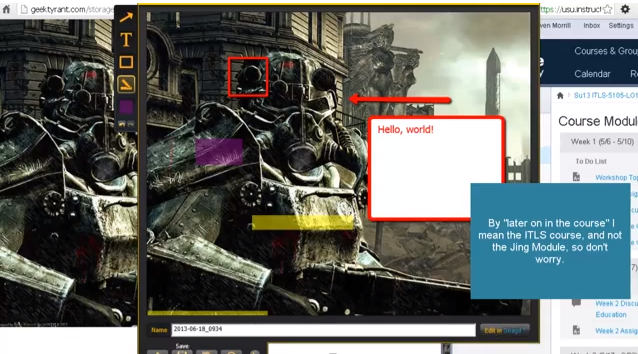 geektyrant.com/storage
https://usu.instruct
ven Morrill Inbox Settings
Courses & Grou
Calendar
Su13 ITLS-5105-LG1
Course Modul
Week 1 (5/6 - 5/10)
To Do List
Workshop Top
T
Hello, world!
By "later on in the course" I
mean the ITLS course, and not
the Jing Module, so don't
worry.
Week 2 Discu
Education
Week 2 Assig
Name 2013-06-18_0934
Edit in Snagit
Save